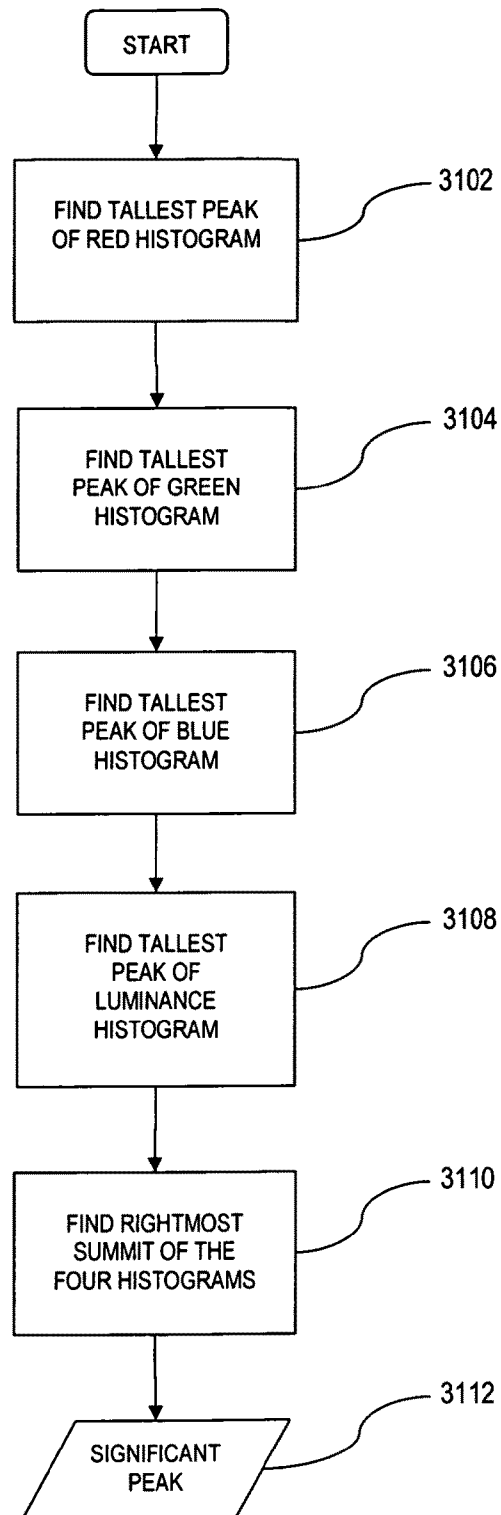 START
FIND TALLEST PEAK
OF RED HISTOGRAM
3102
FIND TALLEST
PEAK OF GREEN
HISTOGRAM
3104
FIND TALLEST
PEAK OF BLUE
HISTOGRAM
3106
FIND TALLEST
PEAK OF
LUMINANCE
HISTOGRAM
3108
FIND RIGHTMOST
SUMMIT OF THE
FOUR HISTOGRAMS
3110
SIGNIFICANT
PEAK
3112